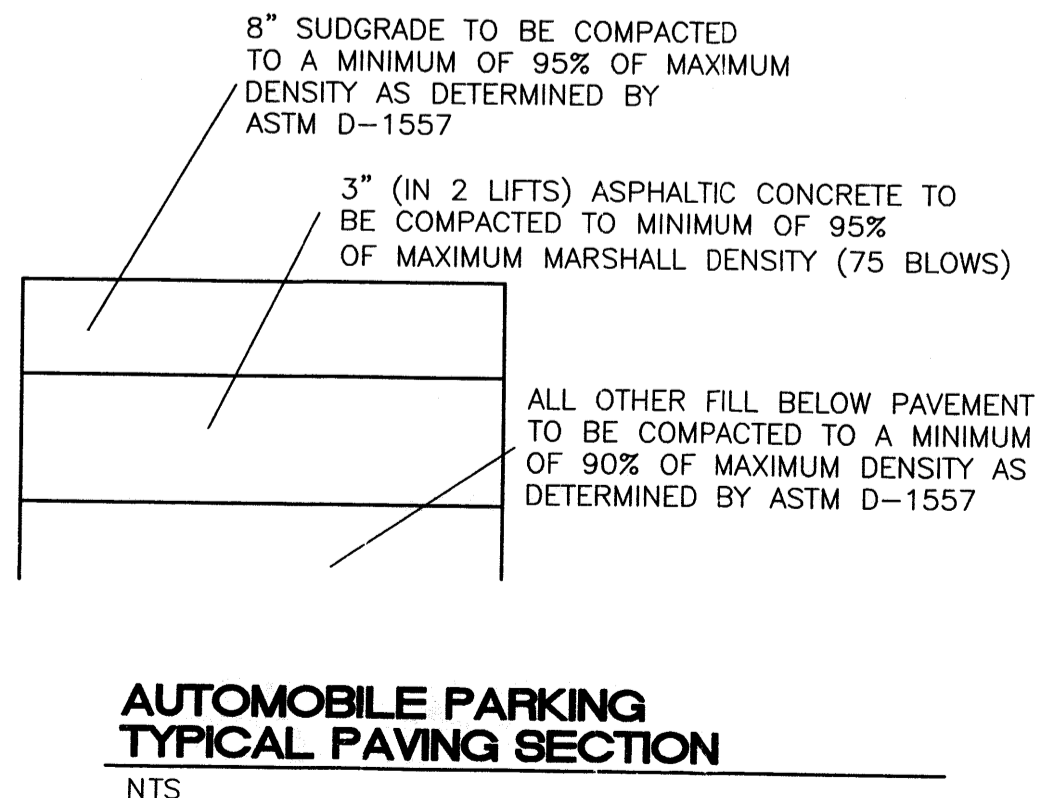 8" SUDGRADE TO BE COMPACTED
TO A MINIMUM OF 95% OF MAXIMUM
DENSITY AS DETERMINED BY
ASTM D-1557
3" (IN 2 LIFTS) ASPHALTIC CONCRETE TO
BE COMPACTED TO MINIMUM OF 95%
OF MAXIMUM MARSHALL DENSITY (75 BLOWS)
ALL OTHER FILL BELOW PAVEMENT
TO BE COMPACTED TO A MINIMUM
OF 90% OF MAXIMUM DENSITY AS
DETERMINED BY ASTM D-1557
AUTOMOBILE PARKING
TYPICAL PAVING SECTION
NTS